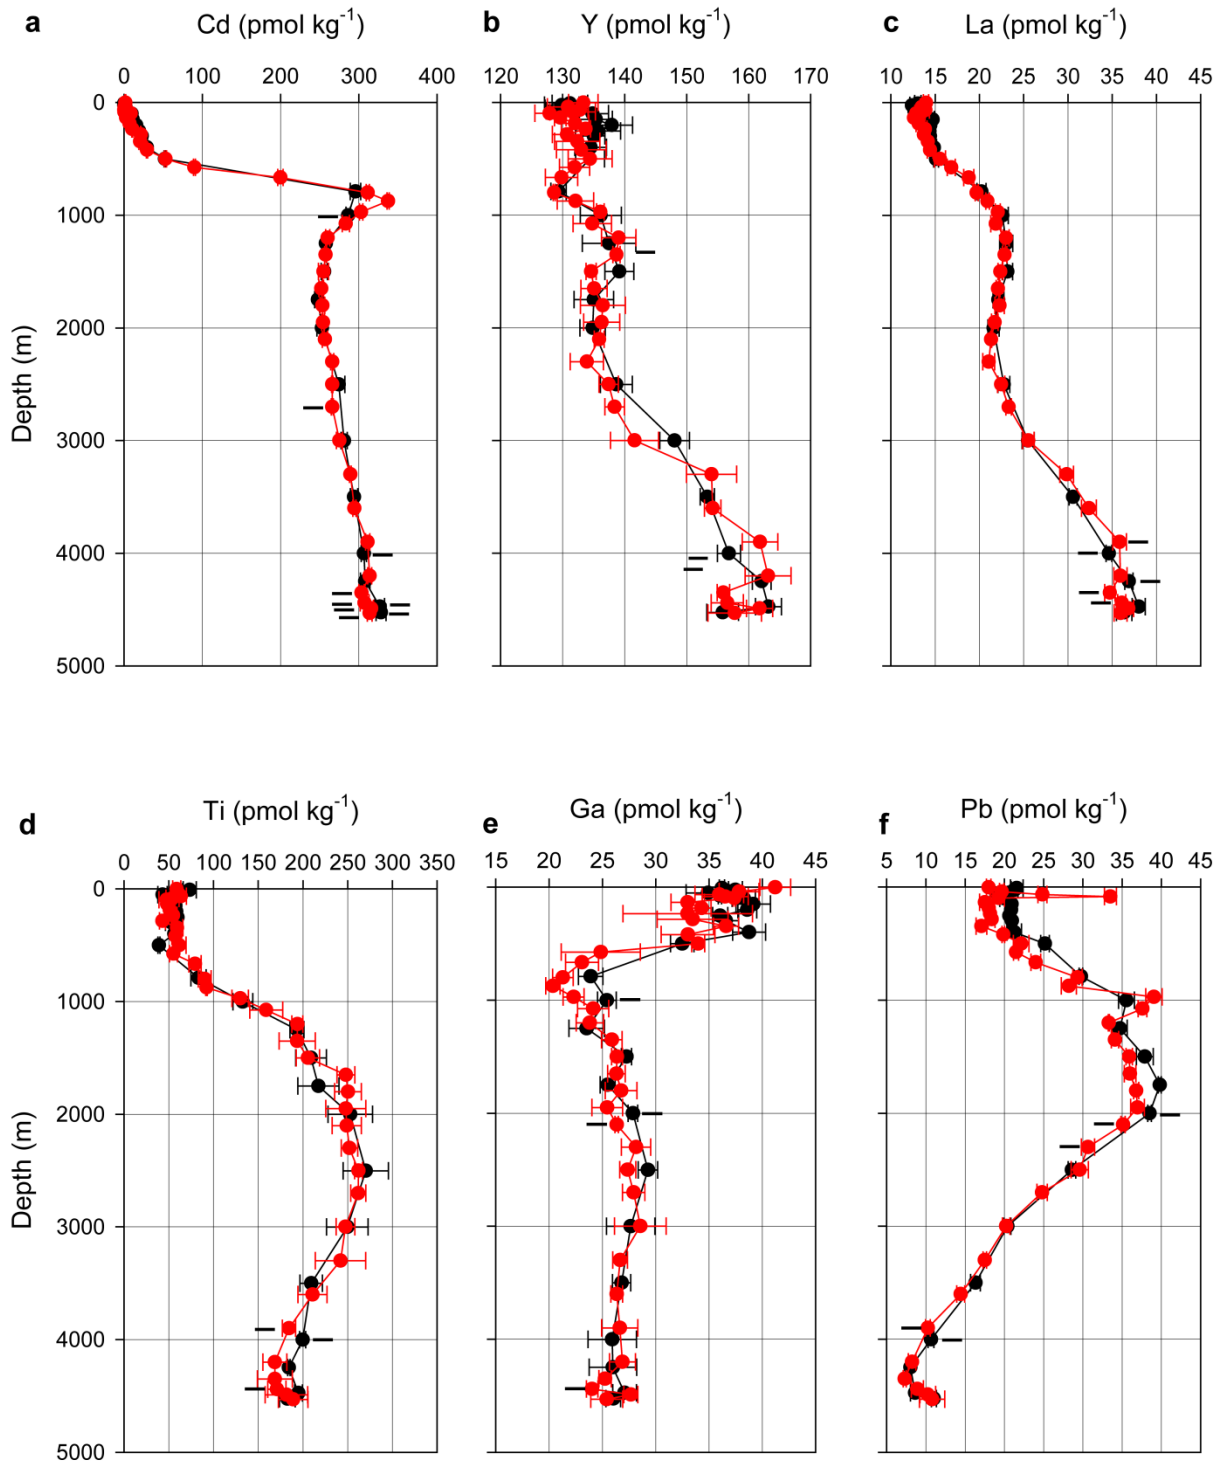 a Cd (pmol kg⁻¹) b Y (pmol kg⁻¹) c La (pmol kg⁻¹)
0 100 200 300 400 120 130 140 150 160 170 10 15 20 25 30 35 40 45
0
1000
2000
3000
4000
5000
Depth (m)
d Ti (pmol kg⁻¹) e Ga (pmol kg⁻¹) f Pb (pmol kg⁻¹)
0 50 100 150 200 250 300 350 15 20 25 30 35 40 45 5 10 15 20 25 30 35 40 45
0
1000
2000
3000
4000
5000
Depth (m)